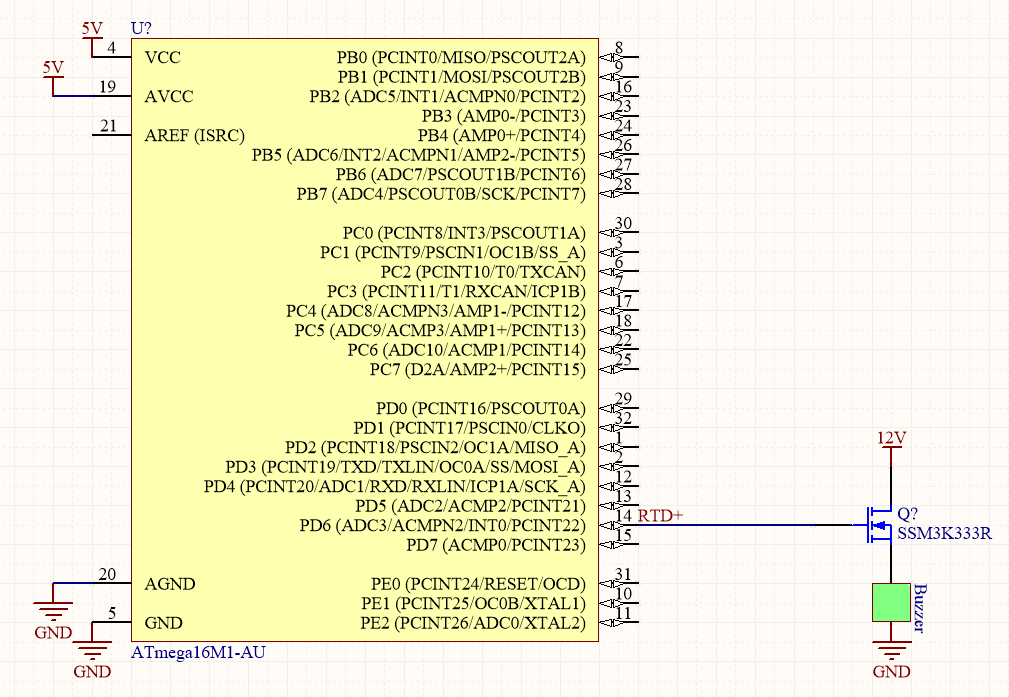 5V
U?
4
VCC
5V
19
AVCC
21
AREF (ISRC)
PB0 (PCINT0/MISO/PSCOUT2A)
8
PB1 (PCINT1/MOSI/PSCOUT2B)
9
PB2 (ADC5/INT1/ACMPN0/PCINT2)
16
PB3 (AMP0-/PCINT3)
23
PB4 (AMP0+/PCINT4)
24
PB5 (ADC6/INT2/ACMPN1/AMP2-/PCINT5)
26
PB6 (ADC7/PSCOUT1B/PCINT6)
27
PB7 (ADC4/PSCOUT0B/SCK/PCINT7)
28
PC0 (PCINT8/INT3/PSCOUT1A)
30
PC1 (PCINT9/PSCIN1/OC1B/SS_A)
3
PC2 (PCINT10/T0/TXCAN)
6
PC3 (PCINT11/T1/RXCAN/ICP1B)
7
PC4 (ADC8/ACMPN3/AMP1-/PCINT12)
17
PC5 (ADC9/ACMP3/AMP1+/PCINT13)
18
PC6 (ADC10/ACMP1/PCINT14)
22
PC7 (D2A/AMP2+/PCINT15)
25
PD0 (PCINT16/PSCOUT0A)
29
PD1 (PCINT17/PSCIN0/CLKO)
32
PD2 (PCINT18/PSCIN2/OC1A/MISO_A)
1
PD3 (PCINT19/TXD/TXLIN/OC0A/SS/MOSI_A)
2
PD4 (PCINT20/ADC1/RXD/RXLIN/ICP1A/SCK_A)
12
PD5 (ADC2/ACMP2/PCINT21)
13
PD6 (ADC3/ACMPN2/INT0/PCINT22)
14
RTD+
PD7 (ACMP0/PCINT23)
15
12V
Q?
SSM3K333R
20
AGND
PE0 (PCINT24/RESET/OCD)
31
PE1 (PCINT25/OC0B/XTAL1)
10
5
GND
PE2 (PCINT26/ADC0/XTAL2)
11
Buzzer
GND
GND
GND
ATmega16M1-AU